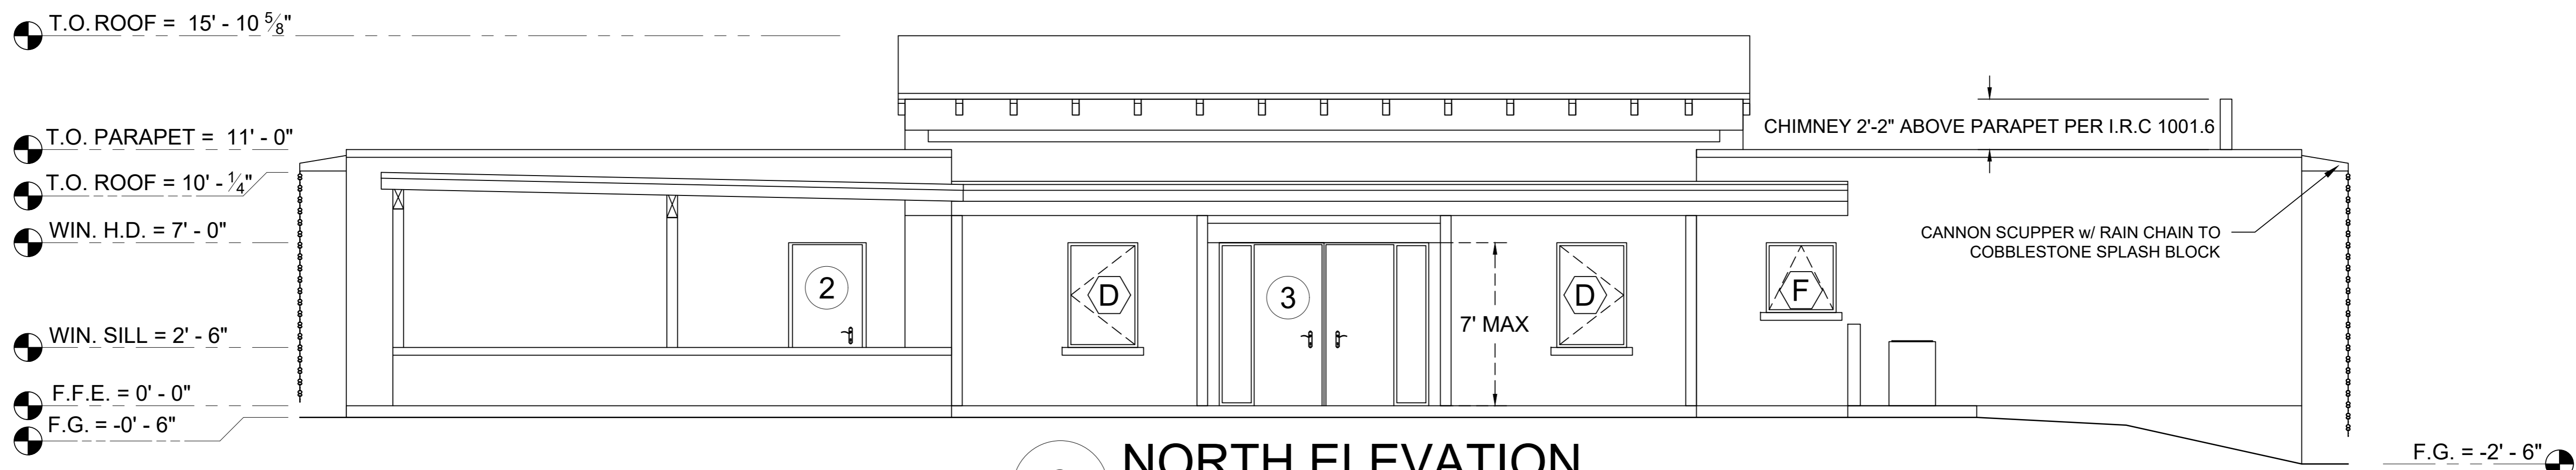 T.O. ROOF = 15' - 10 5⁄8"
T.O. PARAPET = 11' - 0"
CHIMNEY 2'-2" ABOVE PARAPET PER I.R.C 1001.6
T.O. ROOF = 10' - 1⁄4"
WIN. H.D. = 7' - 0"
CANNON SCUPPER w/ RAIN CHAIN TO
COBBLESTONE SPLASH BLOCK
2
D
3
D
F
7' MAX
WIN. SILL = 2' - 6"
F.F.E. = 0' - 0"
F.G. = -0' - 6"
NORTH ELEVATION
F.G. = -2' - 6"